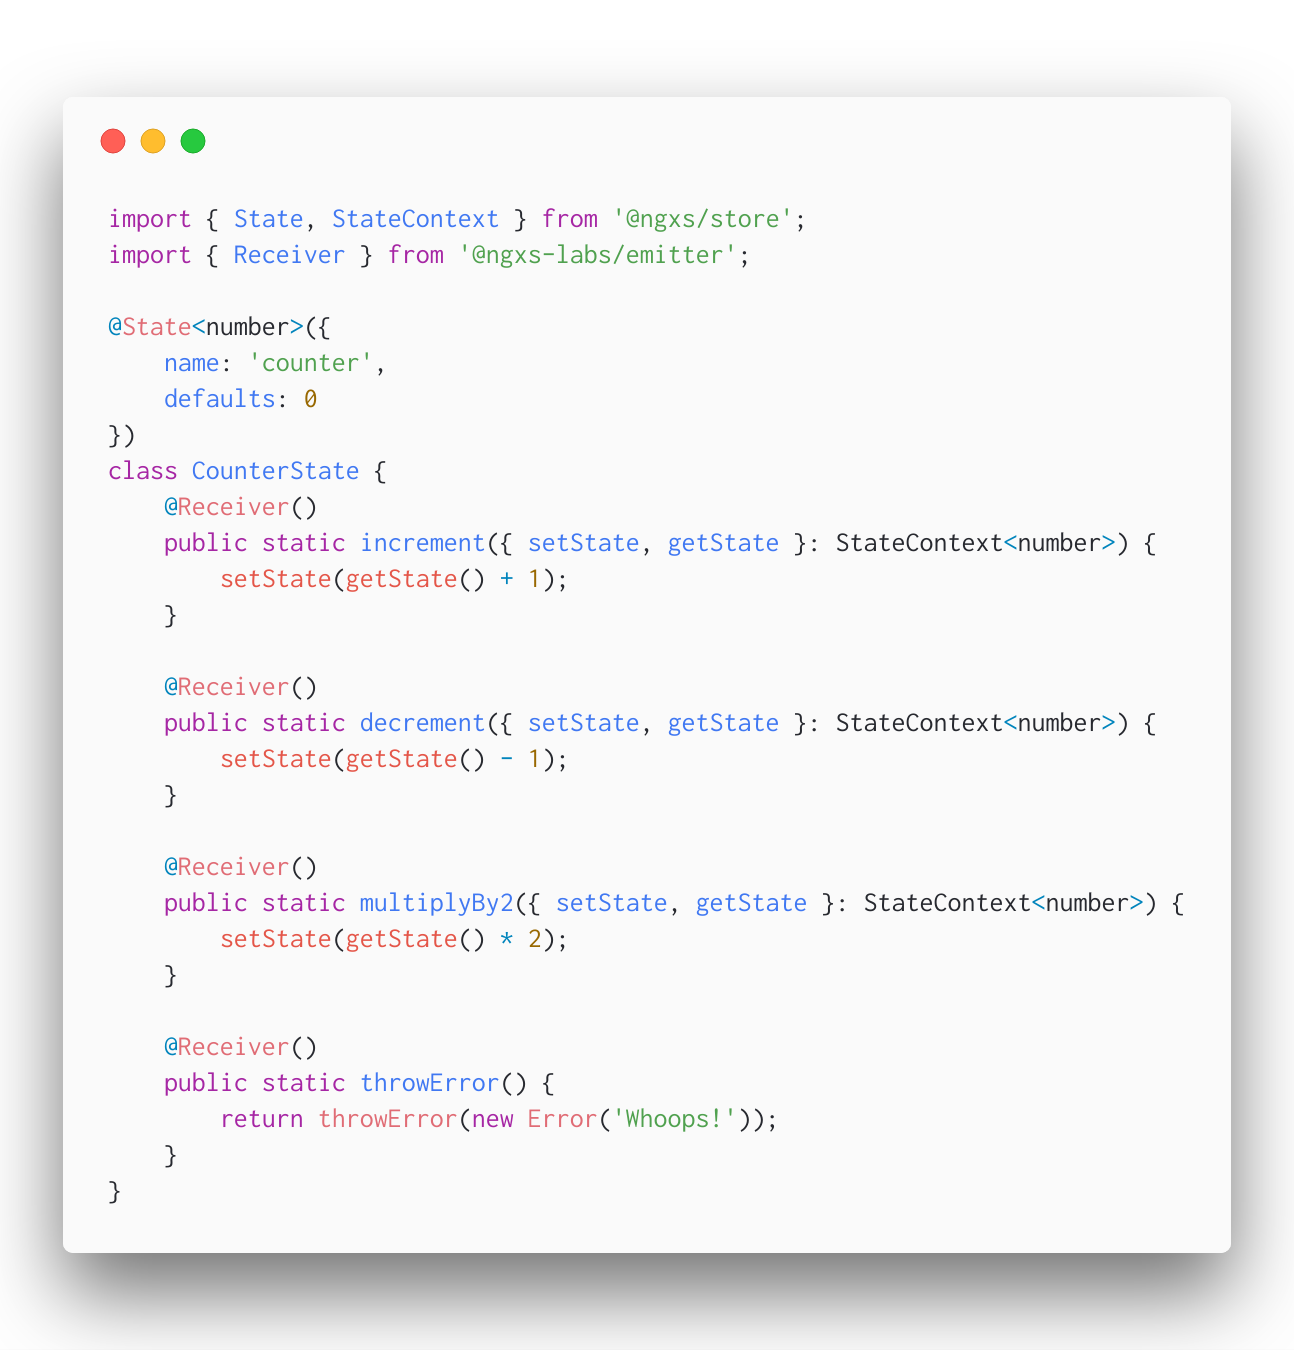 import { State, StateContext } from '@ngxs/store';
import { Receiver } from '@ngxs-labs/emitter';

@State<number>({
    name: 'counter',
    defaults: 0
})
class CounterState {
    @Receiver()
    public static increment({ setState, getState }: StateContext<number>) {
        setState(getState() + 1);
    }

    @Receiver()
    public static decrement({ setState, getState }: StateContext<number>) {
        setState(getState() - 1);
    }

    @Receiver()
    public static multiplyBy2({ setState, getState }: StateContext<number>) {
        setState(getState() * 2);
    }

    @Receiver()
    public static throwError() {
        return throwError(new Error('Whoops!'));
    }
}